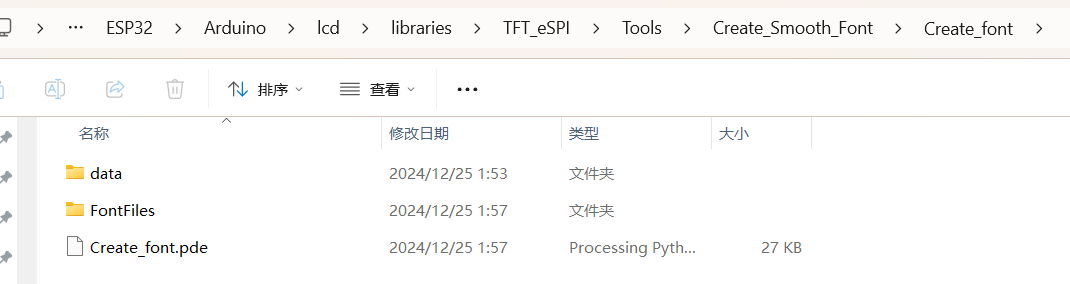 … > ESP32 > Arduino > lcd > libraries > TFT_eSPI > Tools > Create_Smooth_Font > Create_font >
排序 查看 …
名称 修改日期 类型 大小
data 2024/12/25 1:53 文件夹
FontFiles 2024/12/25 1:57 文件夹
Create_font.pde 2024/12/25 1:57 Processing Pyth... 27 KB